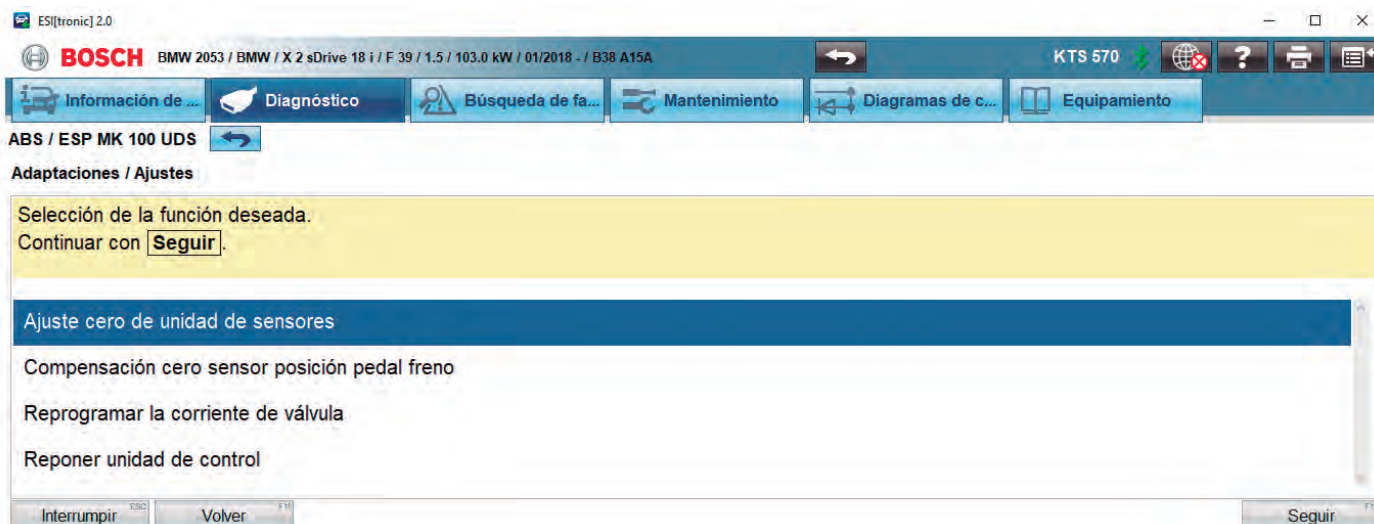 ESI[tronic] 2.0
BOSCH BMW 2053 / BMW / X 2 sDrive 18 i / F 39 / 1.5 / 103.0 kW / 01/2018 - / B38 A15A KTS 570 ?
Información de ... Diagnóstico Búsqueda de fa... Mantenimiento Diagramas de c... Equipamiento
ABS / ESP MK 100 UDS
Adaptaciones / Ajustes
Selección de la función deseada.
Continuar con Seguir.
Ajuste cero de unidad de sensores
Compensación cero sensor posición pedal freno
Reprogramar la corriente de válvula
Reponer unidad de control
Interrumpir ESC Volver F11 Seguir